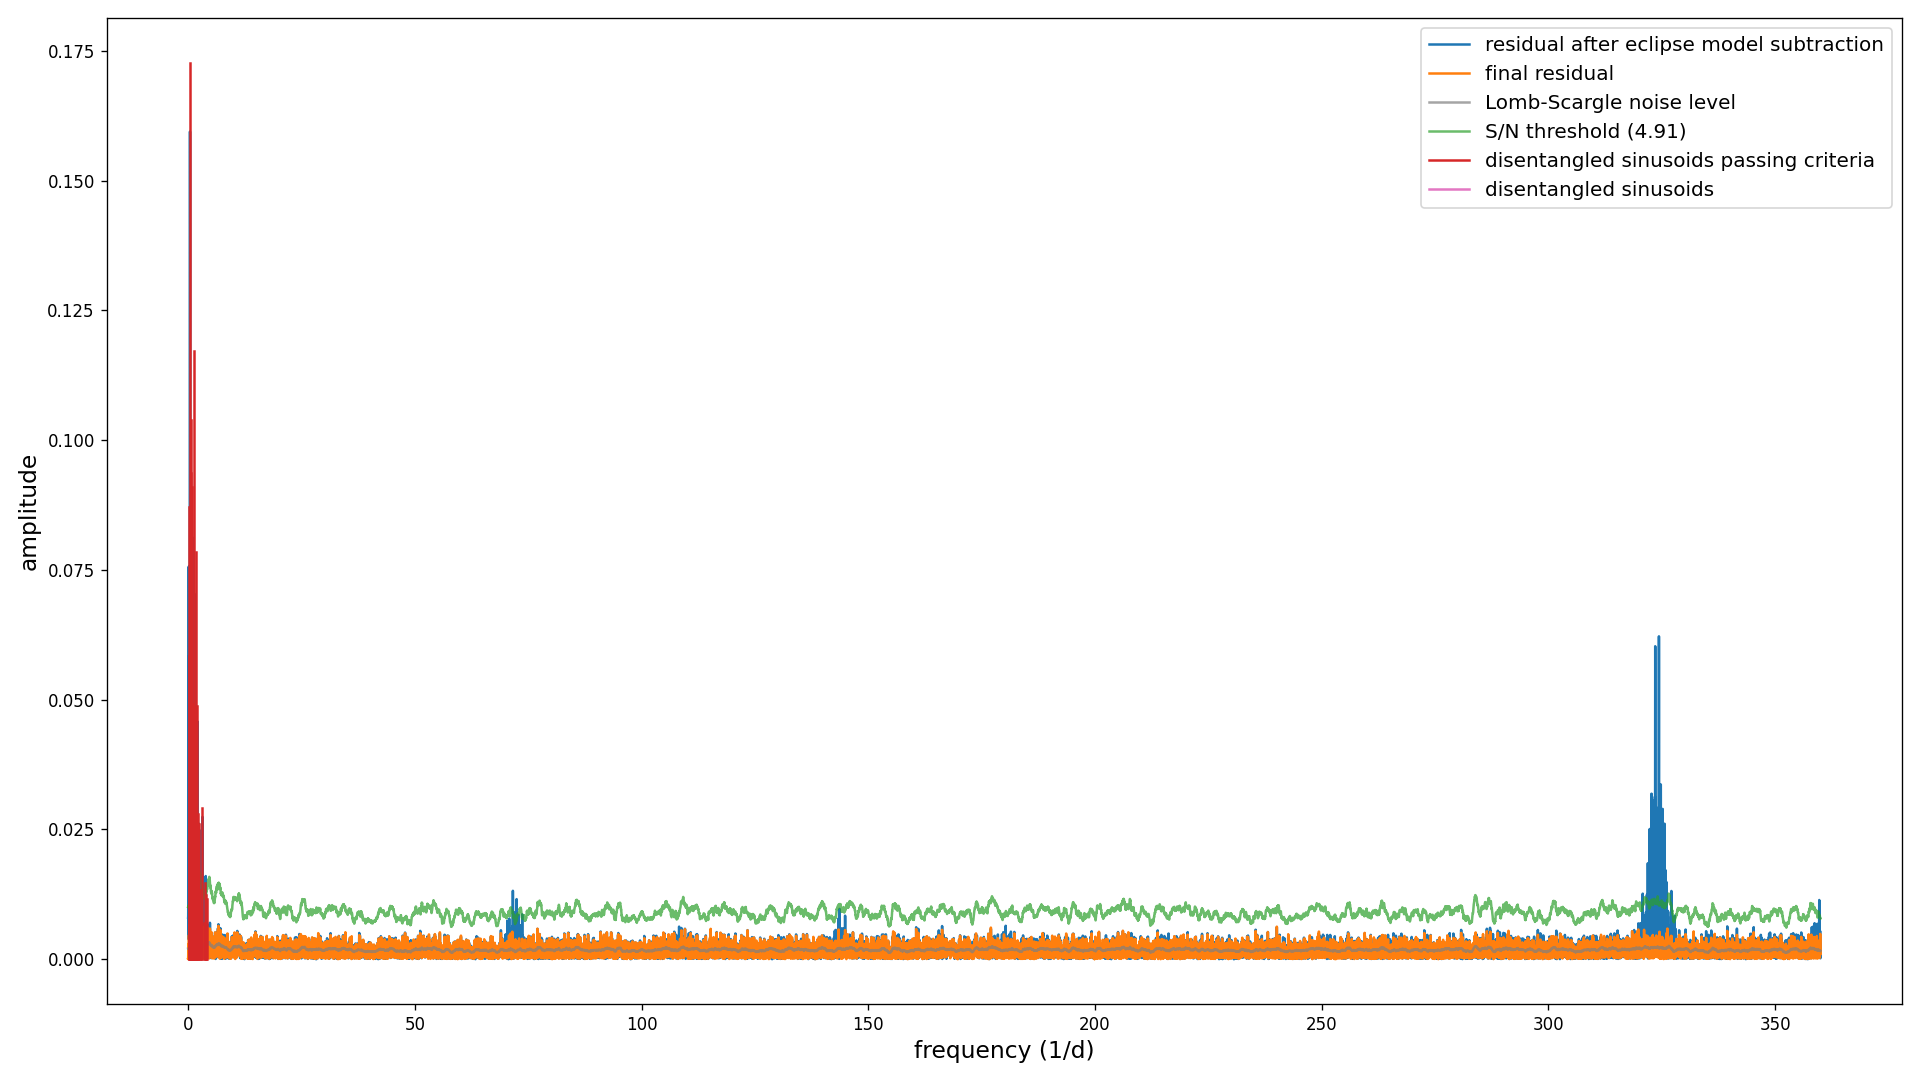 residual after eclipse model subtraction
final residual
Lomb-Scargle noise level
S/N threshold (4.91)
disentangled sinusoids passing criteria
disentangled sinusoids
amplitude
0.175
0.150
0.125
0.100
0.075
0.050
0.025
0.000
0 50 100 150 200 250 300 350
frequency (1/d)